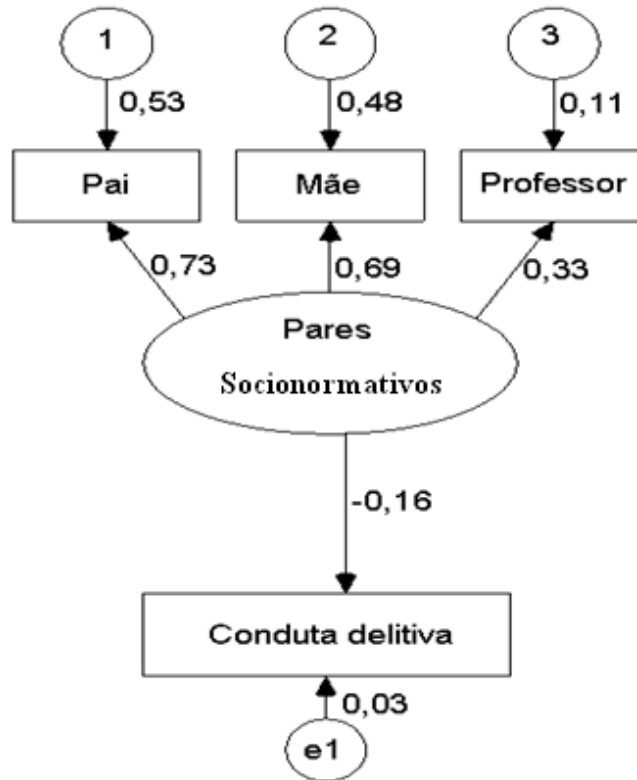 1
2
3
0,53
0,48
0,11
Pai
Mãe
Professor
0,73
0,69
0,33
Pares
Socionormativos
-0,16
Conduta delitiva
0,03
e1